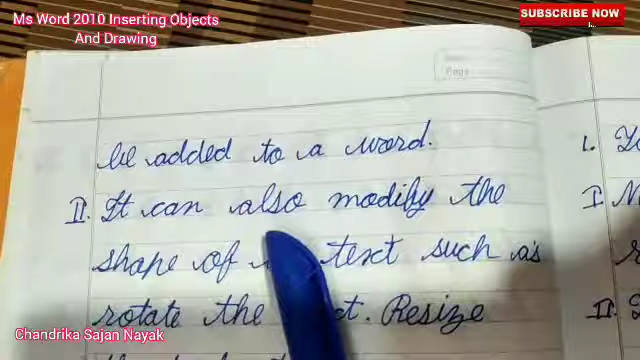 Ms Word 2010 Inserting Objects
And Drawing
SUBSCRIBE NOW
Page
be added to a word.
II. It can also modify the
shape of text such as
rotate the . Resize
1.
I.
II.
Chandrika Sajan Nayak